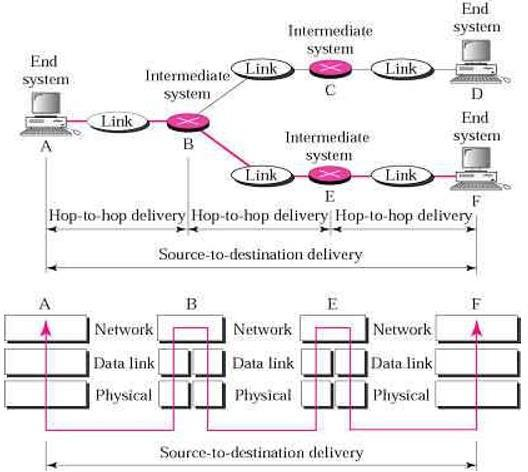 Intermediate
system
End
system
End
system
Intermediate
system
Link
Link
C
D
Link
A
B
Intermediate
system
End
system
Link
Link
E
F
Hop-to-hop delivery
Hop-to-hop delivery
Hop-to-hop delivery
Source-to-destination delivery
A
B
E
F
Network
Network
Network
Data link
Data link
Data link
Physical
Physical
Physical
Source-to-destination delivery